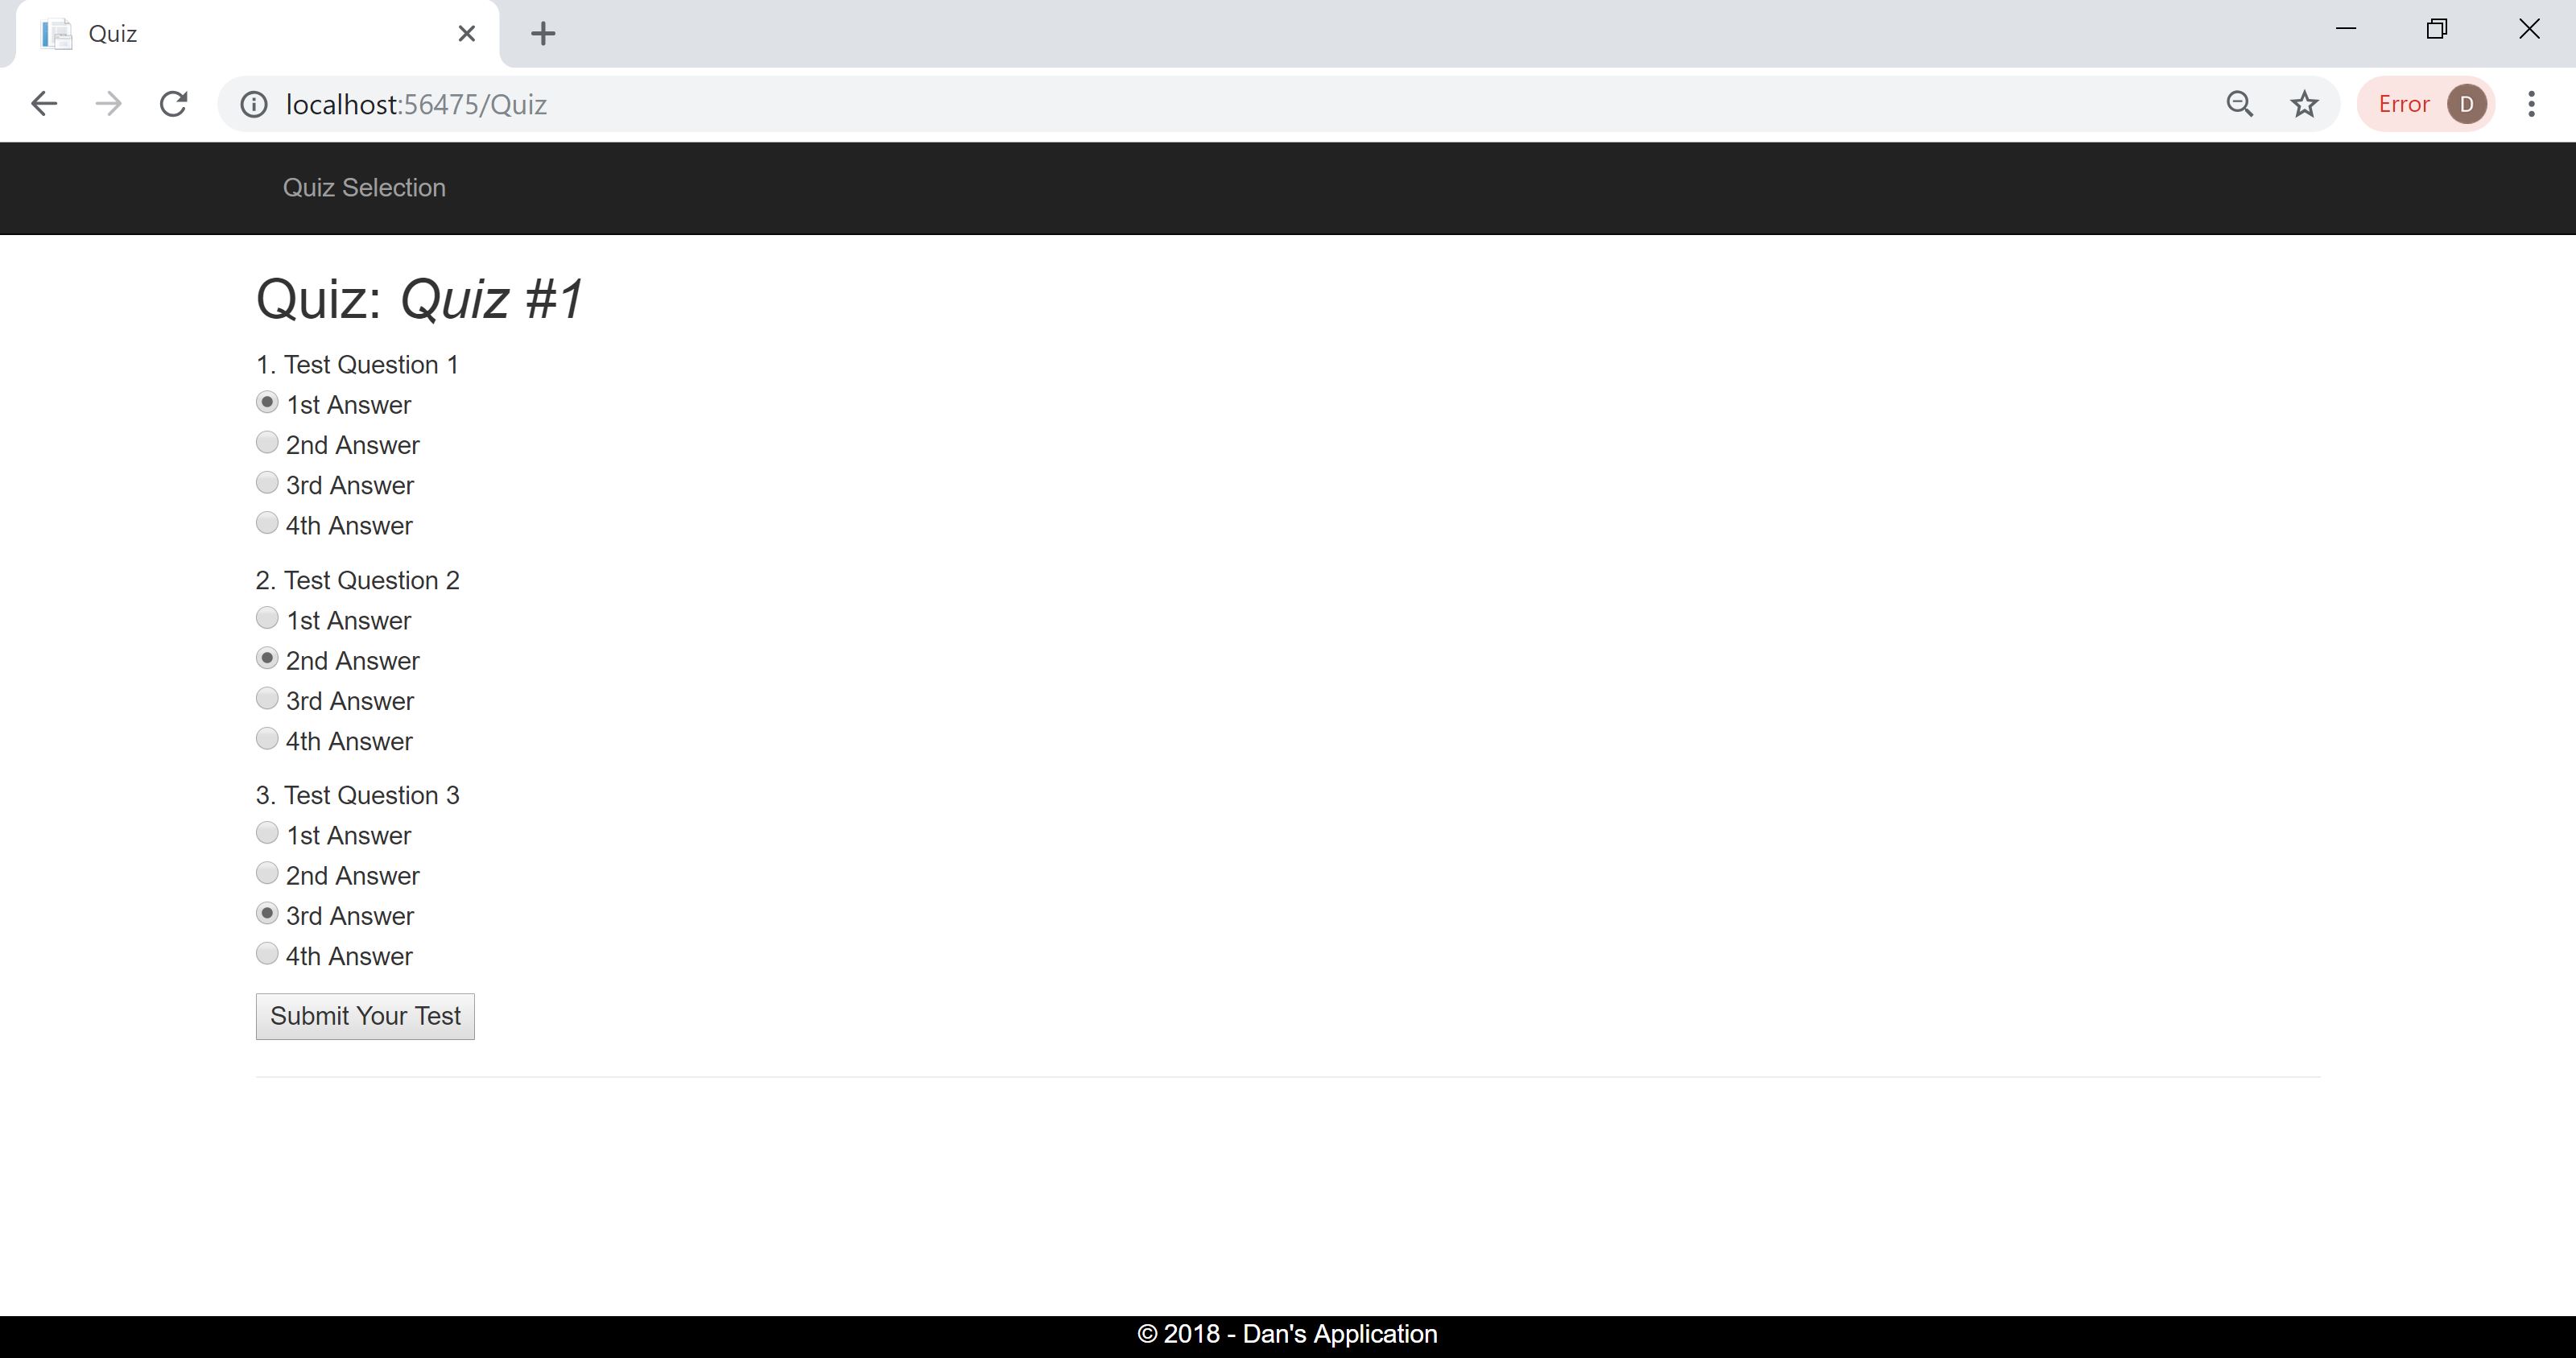 Quiz
localhost:56475/Quiz
Error D
Quiz Selection
Quiz: Quiz #1
1. Test Question 1
1st Answer
2nd Answer
3rd Answer
4th Answer
2. Test Question 2
1st Answer
2nd Answer
3rd Answer
4th Answer
3. Test Question 3
1st Answer
2nd Answer
3rd Answer
4th Answer
Submit Your Test
© 2018 - Dan's Application